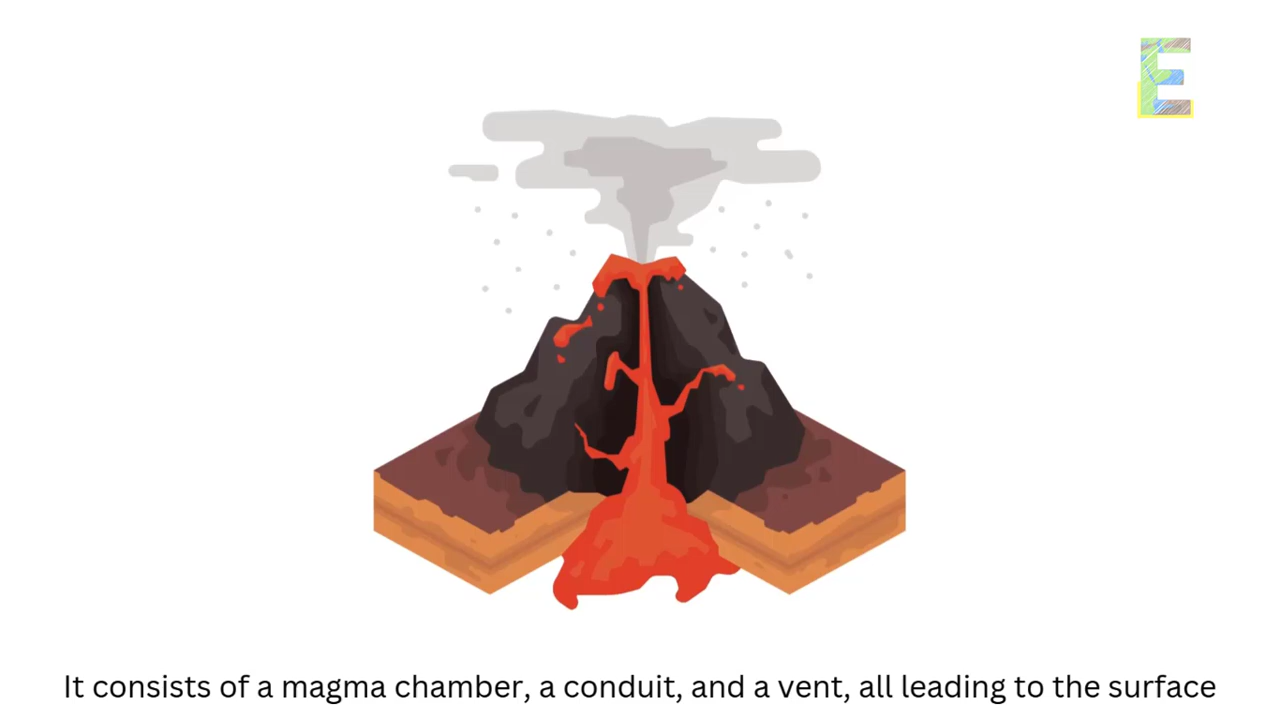 E
It consists of a magma chamber, a conduit, and a vent, all leading to the surface